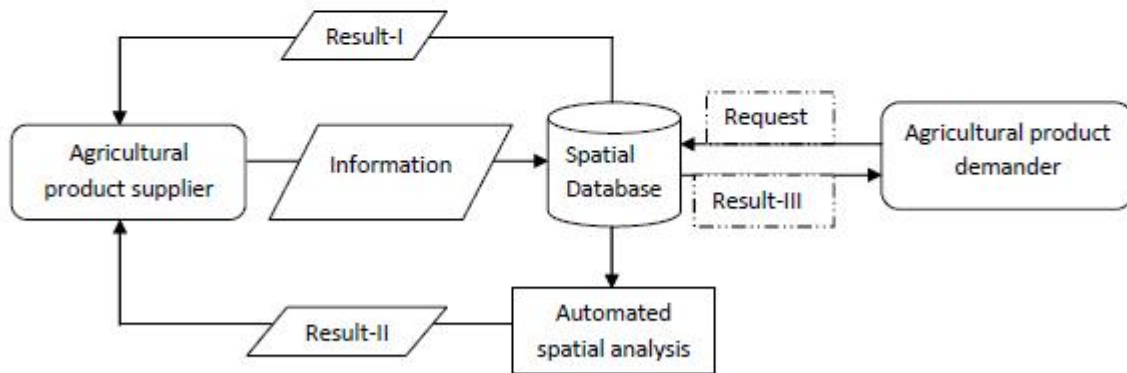 Result-I
Agricultural
product supplier
Information
Spatial
Database
Request
Result-III
Agricultural product
demander
Result-II
Automated
spatial analysis